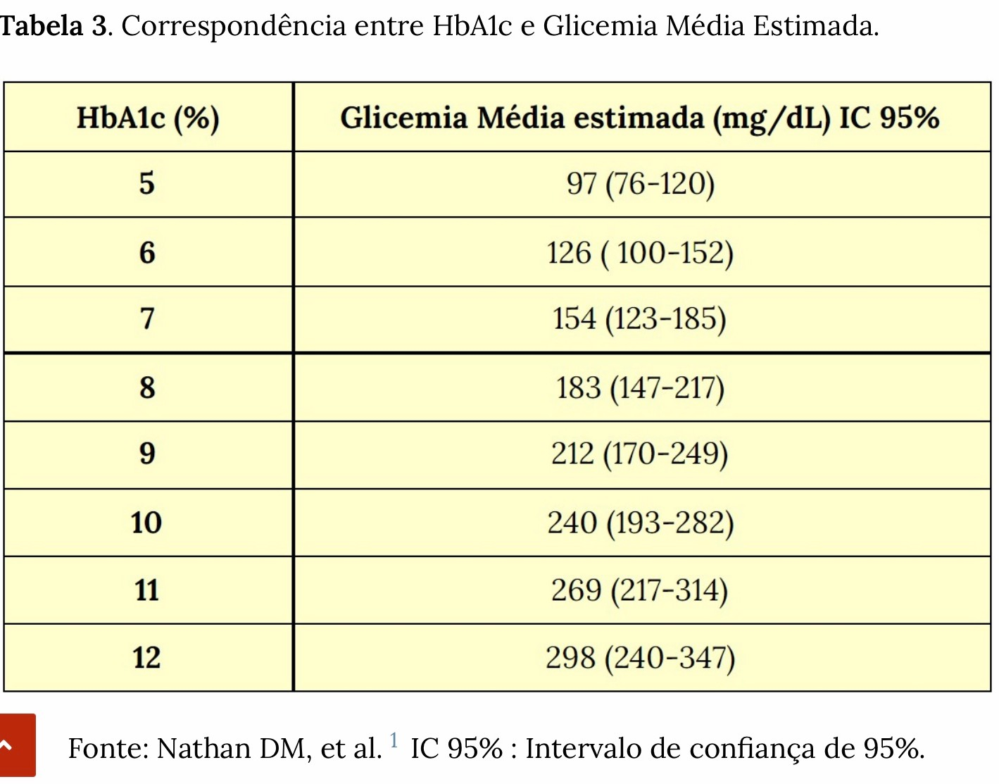 Tabela 3. Correspondência entre HbA1c e Glicemia Média Estimada.
HbA1c (%) Glicemia Média estimada (mg/dL) IC 95%
5 97 (76-120)
6 126 ( 100-152)
7 154 (123-185)
8 183 (147-217)
9 212 (170-249)
10 240 (193-282)
11 269 (217-314)
12 298 (240-347)
Fonte: Nathan DM, et al. 1 IC 95% : Intervalo de confiança de 95%.